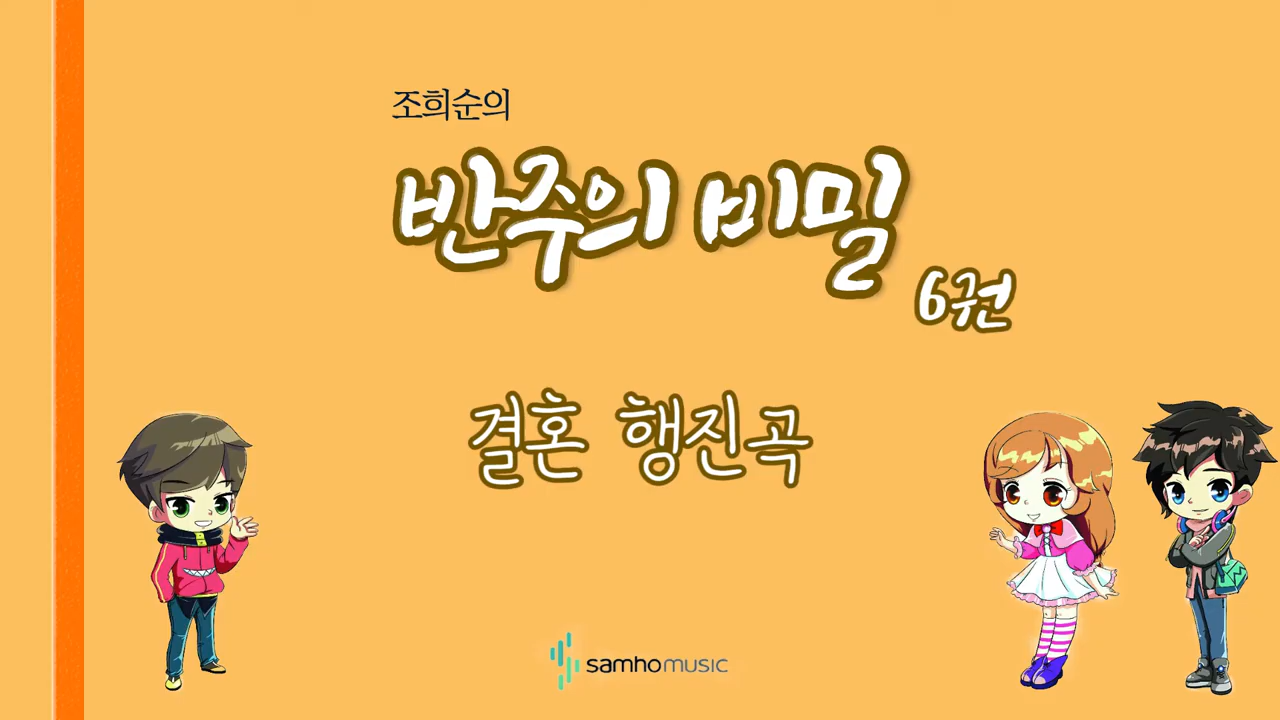 조희순의
반주의 비밀
6권
결혼 행진곡
samhomusic